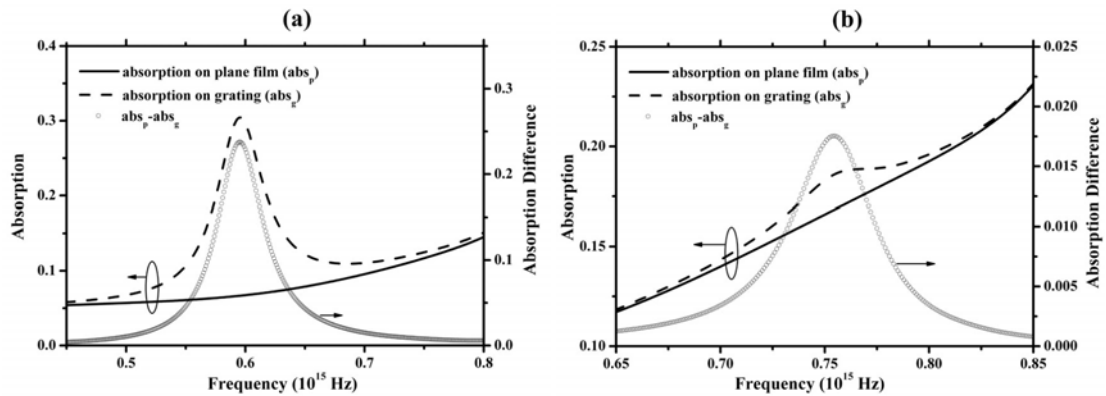 (a)
absorption on plane film (absp)
absorption on grating (absg)
absp-absg
Absorption
0.4
0.3
0.2
0.1
0.0
0.5
0.6
0.7
0.8
Frequency (10^15 Hz)
0.3
0.2
0.1
0.0
Absorption Difference
(b)
absorption on plane film (absp)
absorption on grating (absg)
absp-absg
Absorption
0.25
0.20
0.15
0.10
0.65
0.70
0.75
0.80
0.85
Frequency (10^15 Hz)
0.025
0.020
0.015
0.010
0.005
0.000
Absorption Difference